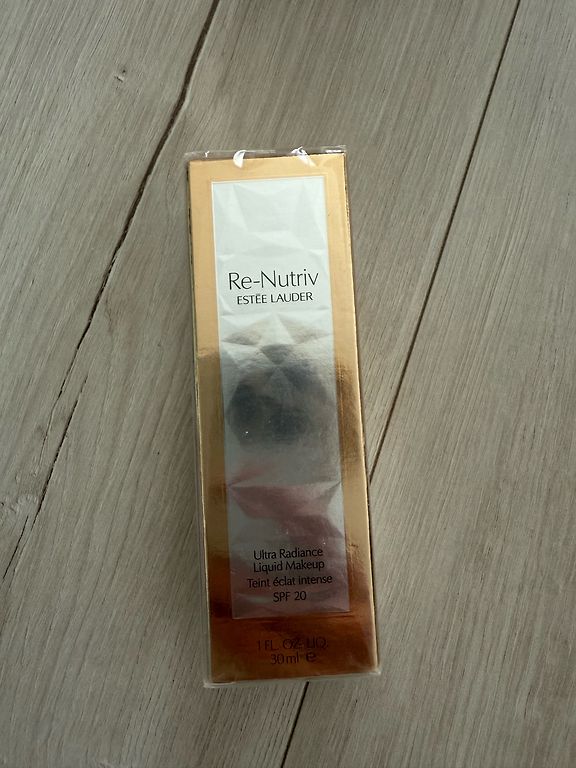 Re-Nutriv
ESTĒE LAUDER
Ultra Radiance
Liquid Makeup
Teint éclat intense
SPF 20
1 FL. OZ. LIQ.
30 ml ℮